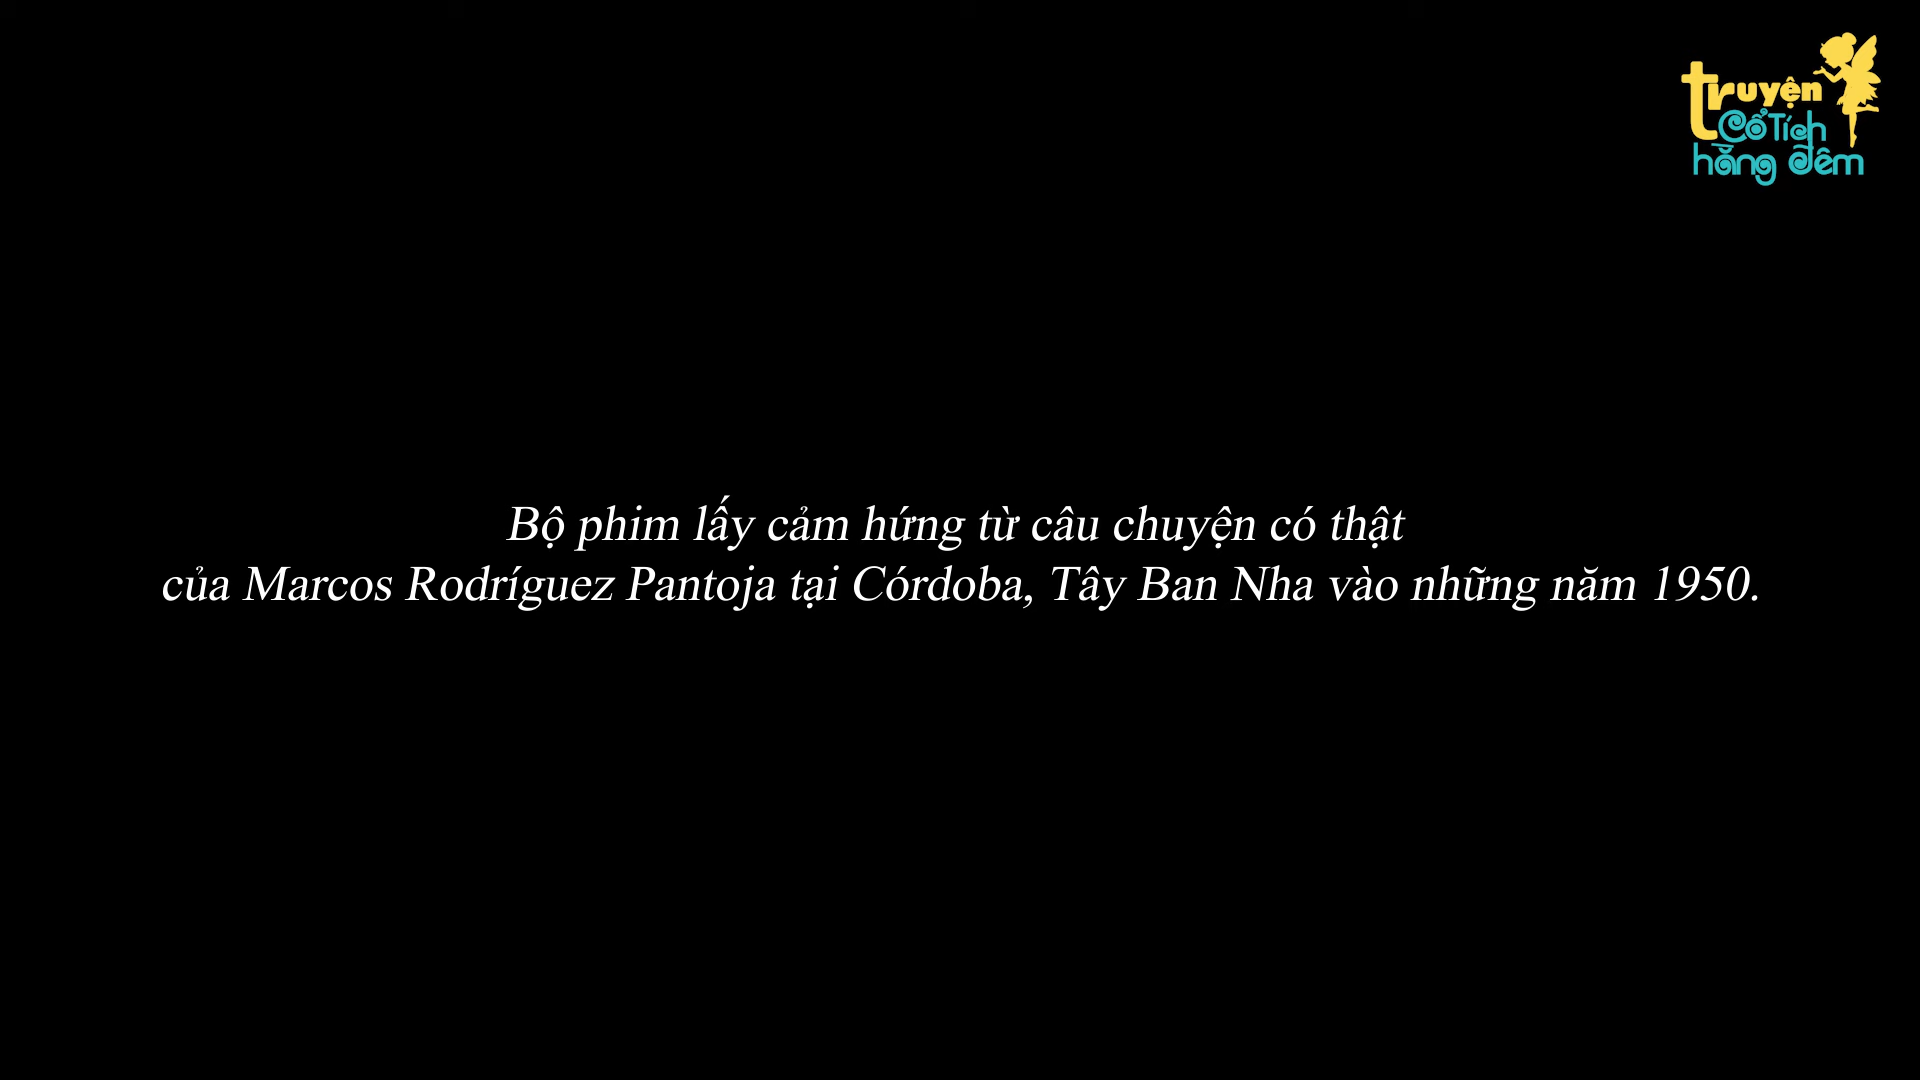 truyện
Cổ Tích
hằng đêm
Bộ phim lấy cảm hứng từ câu chuyện có thật
của Marcos Rodríguez Pantoja tại Córdoba, Tây Ban Nha vào những năm 1950.